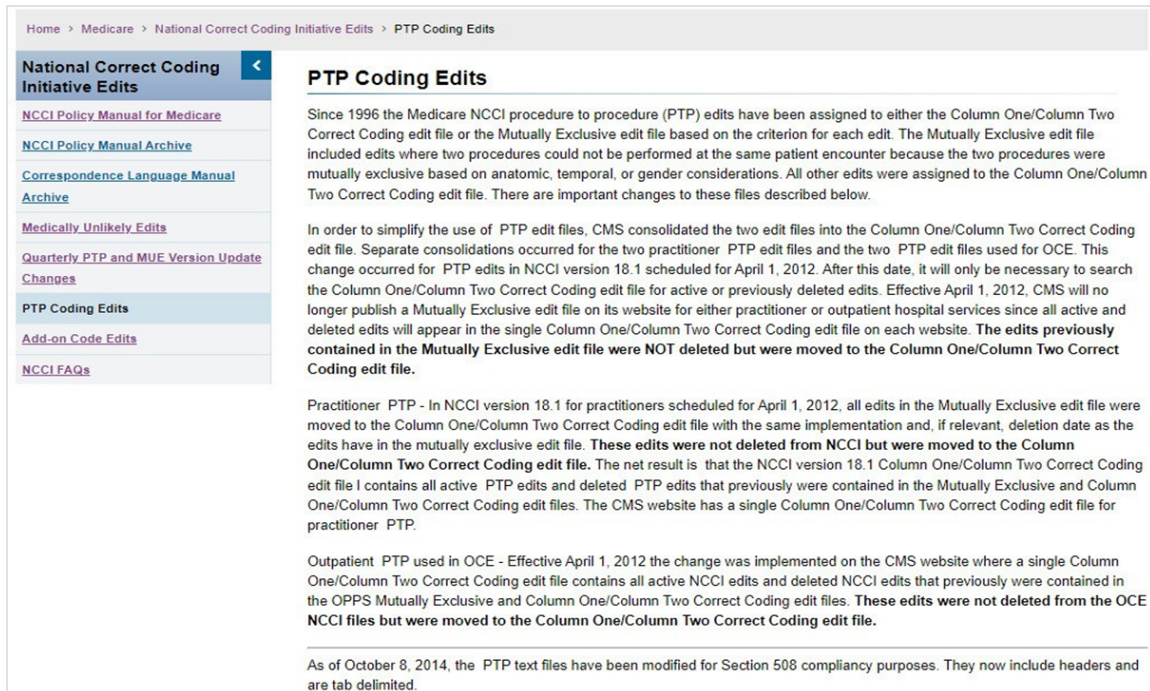 Home > Medicare > National Correct Coding Initiative Edits > PTP Coding Edits
National Correct Coding
Initiative Edits
<
NCCI Policy Manual for Medicare
NCCI Policy Manual Archive
Correspondence Language Manual
Archive
Medically Unlikely Edits
Quarterly PTP and MUE Version Update
Changes
PTP Coding Edits
Add-on Code Edits
NCCI FAQs
PTP Coding Edits
Since 1996 the Medicare NCCI procedure to procedure (PTP) edits have been assigned to either the Column One/Column Two
Correct Coding edit file or the Mutually Exclusive edit file based on the criterion for each edit. The Mutually Exclusive edit file
included edits where two procedures could not be performed at the same patient encounter because the two procedures were
mutually exclusive based on anatomic, temporal, or gender considerations. All other edits were assigned to the Column One/Column
Two Correct Coding edit file. There are important changes to these files described below.
In order to simplify the use of PTP edit files, CMS consolidated the two edit files into the Column One/Column Two Correct Coding
edit file. Separate consolidations occurred for the two practitioner PTP edit files and the two PTP edit files used for OCE. This
change occurred for PTP edits in NCCI version 18.1 scheduled for April 1, 2012. After this date, it will only be necessary to search
the Column One/Column Two Correct Coding edit file for active or previously deleted edits. Effective April 1, 2012, CMS will no
longer publish a Mutually Exclusive edit file on its website for either practitioner or outpatient hospital services since all active and
deleted edits will appear in the single Column One/Column Two Correct Coding edit file on each website. The edits previously
contained in the Mutually Exclusive edit file were NOT deleted but were moved to the Column One/Column Two Correct
Coding edit file.
Practitioner PTP - In NCCI version 18.1 for practitioners scheduled for April 1, 2012, all edits in the Mutually Exclusive edit file were
moved to the Column One/Column Two Correct Coding edit file with the same implementation and, if relevant, deletion date as the
edits have in the mutually exclusive edit file. These edits were not deleted from NCCI but were moved to the Column
One/Column Two Correct Coding edit file. The net result is that the NCCI version 18.1 Column One/Column Two Correct Coding
edit file I contains all active PTP edits and deleted PTP edits that previously were contained in the Mutually Exclusive and Column
One/Column Two Correct Coding edit files. The CMS website has a single Column One/Column Two Correct Coding edit file for
practitioner PTP.
Outpatient PTP used in OCE - Effective April 1, 2012 the change was implemented on the CMS website where a single Column
One/Column Two Correct Coding edit file contains all active NCCI edits and deleted NCCI edits that previously were contained in
the OPPS Mutually Exclusive and Column One/Column Two Correct Coding edit files. These edits were not deleted from the OCE
NCCI files but were moved to the Column One/Column Two Correct Coding edit file.
As of October 8, 2014, the PTP text files have been modified for Section 508 compliancy purposes. They now include headers and
are tab delimited.